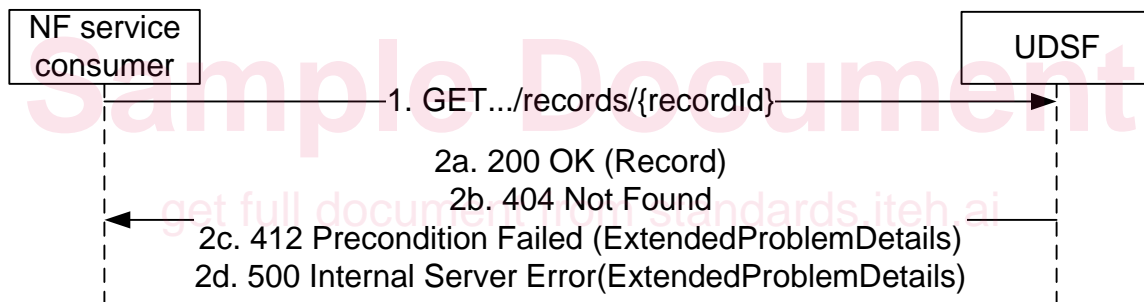 NF service
consumer
UDSF
Sample Document
1. GET.../records/{recordId}
2a. 200 OK (Record)
2b. 404 Not Found
get full document from standards.iteh.ai
2c. 412 Precondition Failed (ExtendedProblemDetails)
2d. 500 Internal Server Error(ExtendedProblemDetails)